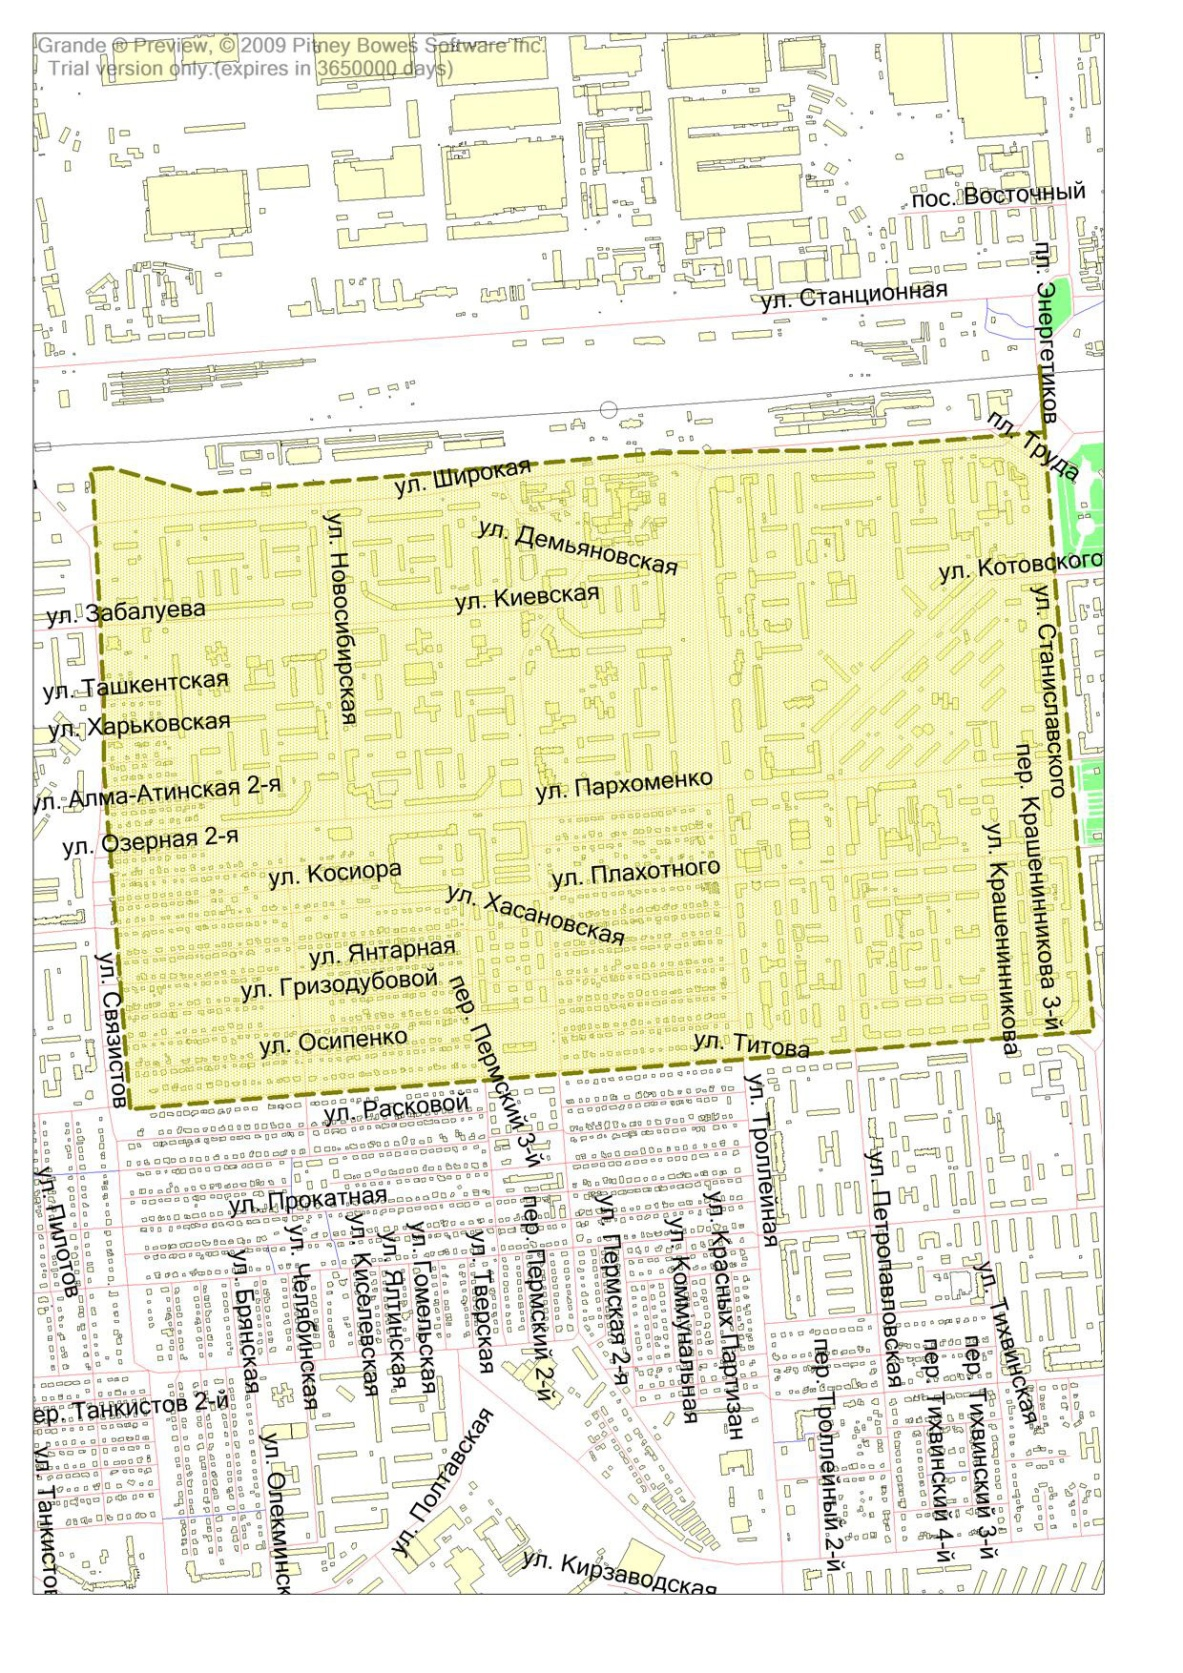 Grande ® Preview, © 2009 Pitney Bowes Software Inc.
Trial version only.(expires in 3650000 days)
пос. Восточный
пл. Энергетиков
ул. Станционная
пл. Труда
ул. Широкая
ул. Новосибирская
ул. Демьяновская
ул. Котовского
ул. Киевская
ул. Забалуева
ул. Станиславского
ул. Ташкентская
ул. Харьковская
пер. Крашенинникова 3-й
ул. Пархоменко
ул. Алма-Атинская 2-я
ул. Крашенинникова
ул. Озерная 2-я
ул. Косиора
ул. Плахотного
ул. Хасановская
ул. Янтарная
ул. Гризодубовой
ул. Связистов
пер. Пермский 3-й
ул. Осипенко
ул. Титова
ул. Расковой
ул. Троллейная
ул. Петропавловская
ул. Пилотов
ул. Прокатная
пер. Пермский 2-й
ул. Пермская 2-я
ул. Красных Партизан
ул. Коммунальная
ул. Киселевская
ул. Ялтинская
ул. Гомельская
ул. Тверская
ул. Челябинская
ул. Брянская
ул. Тихвинская
пер. Троллейный 2-й
пер. Тихвинский 4-й
пер. Тихвинский 3-й
ер. Танкистов 2-й
ул. Танкистов
ул. Олекминск
ул. Полтавская
ул. Кирзаводская